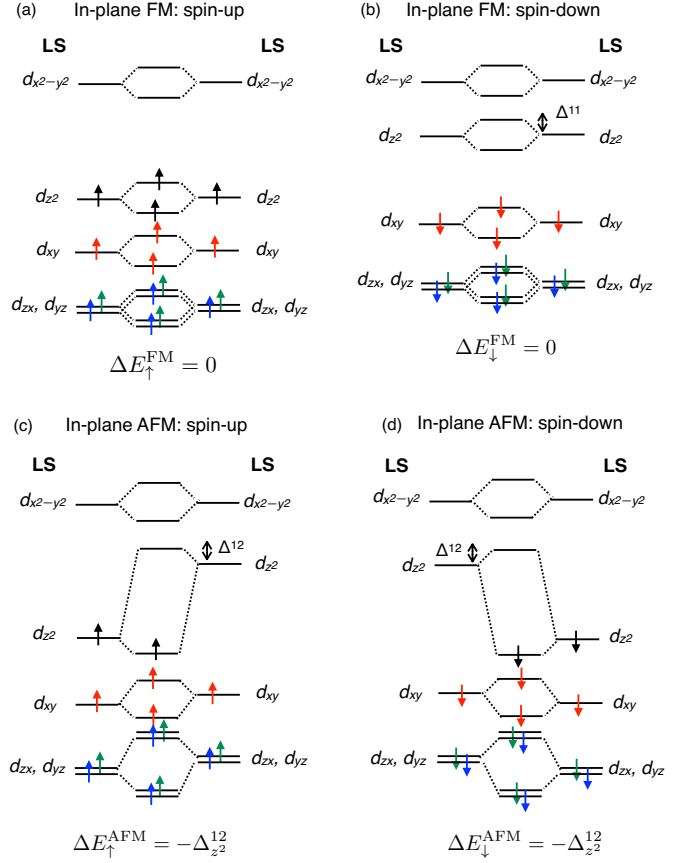 (a) In-plane FM: spin-up
LS LS
dx2−y2 dx2−y2
dz2 dz2
dxy dxy
dzx, dyz dzx, dyz
ΔE↑^FM = 0
(b) In-plane FM: spin-down
LS LS
dx2−y2 dx2−y2
Δ11
dz2 dz2
dxy dxy
dzx, dyz dzx, dyz
ΔE↓^FM = 0
(c) In-plane AFM: spin-up
LS LS
dx2−y2 dx2−y2
Δ12
dz2
dz2
dxy dxy
dzx, dyz dzx, dyz
ΔE↑^AFM = −Δ^12_z2
(d) In-plane AFM: spin-down
LS LS
dx2−y2 dx2−y2
Δ12
dz2
dz2
dxy dxy
dzx, dyz dzx, dyz
ΔE↓^AFM = −Δ^12_z2